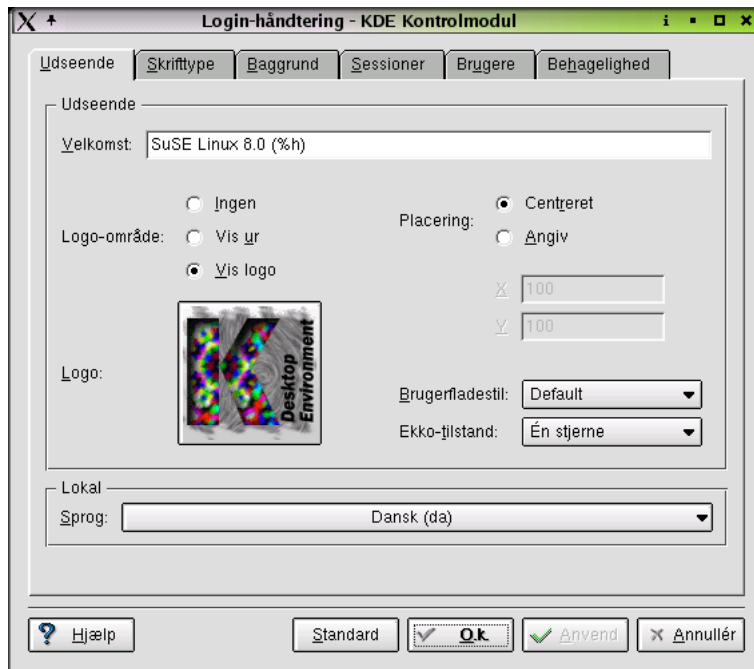 Login-håndtering - KDE Kontrolmodul
Udseende Skrifttype Baggrund Sessioner Brugere Behagelighed
Udseende
Velkomst: SuSE Linux 8.0 (%h)
Logo-område:
Ingen
Vis ur
Vis logo
Placering:
Centreret
Angiv
X 100
Y 100
Logo:
Desktop
Environment
Brugerfladestil: Default
Ekko-tilstand: Én stjerne
Lokal
Sprog: Dansk (da)
Hjælp Standard O.k. Anvend Annullér